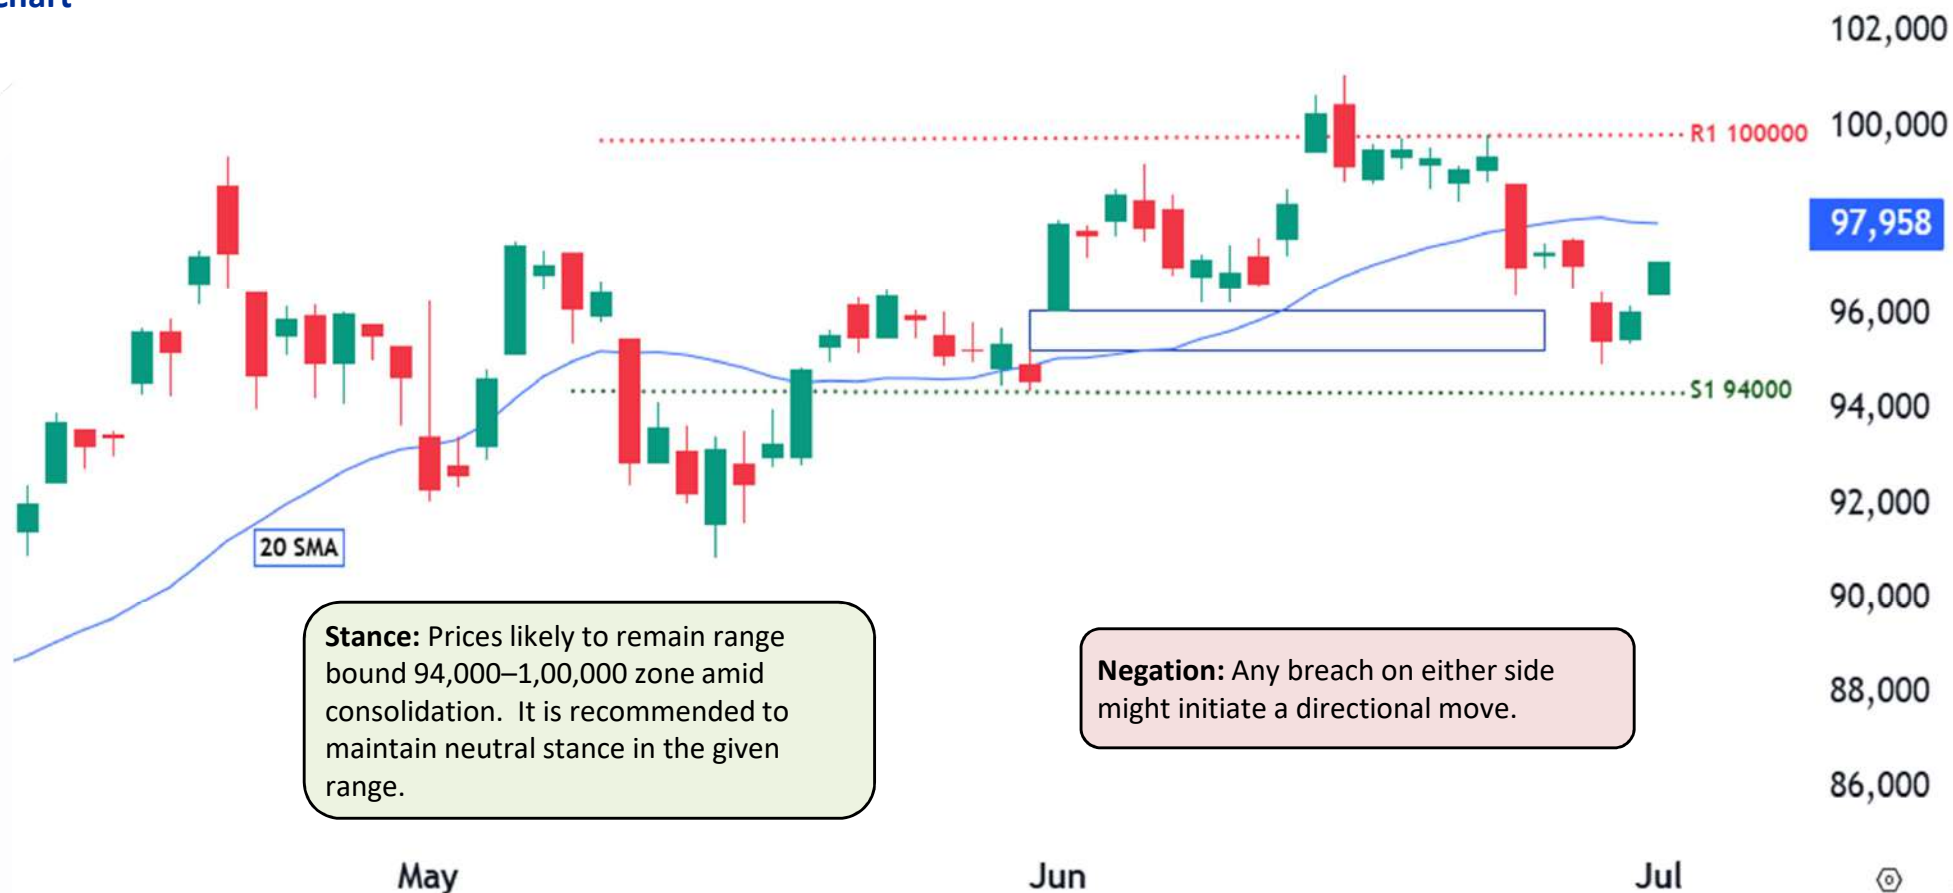 chart
102,000
100,000
R1 100000
97,958
96,000
S1 94000
94,000
92,000
20 SMA
90,000
Stance: Prices likely to remain range
bound 94,000–1,00,000 zone amid
consolidation.  It is recommended to
maintain neutral stance in the given
range.
Negation: Any breach on either side
might initiate a directional move.
88,000
86,000
May
Jun
Jul